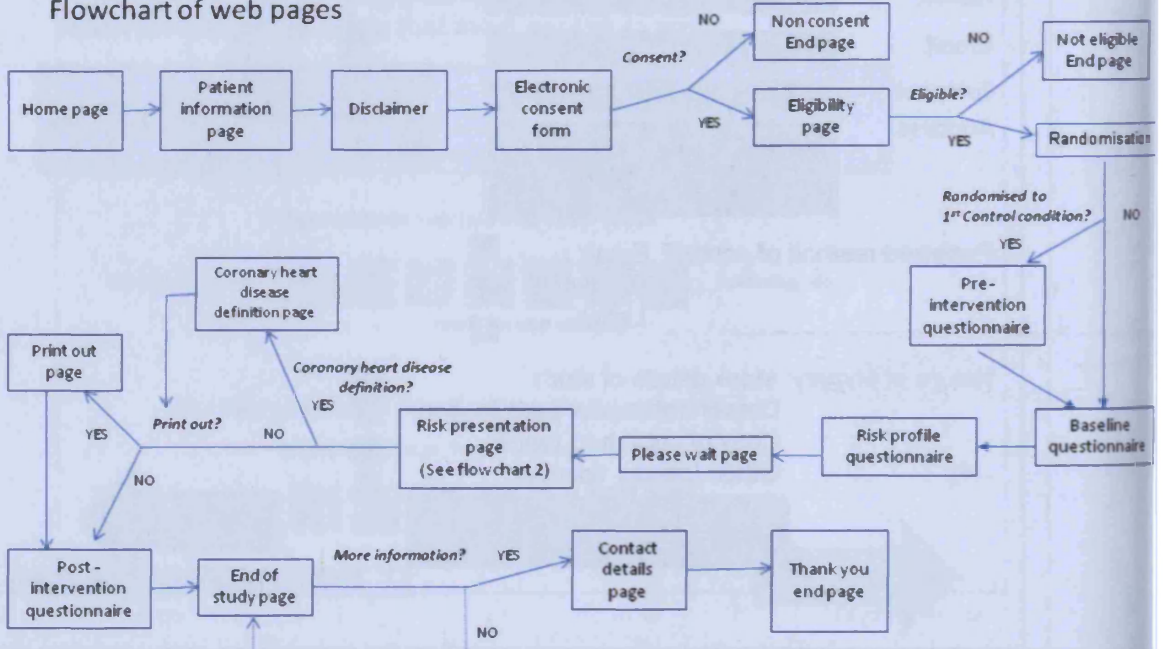 Flowchart of web pages
Home page
Patient
information
page
Disclaimer
Electronic
consent
form
Consent?
NO
YES
Non consent
End page
Eligibility
page
Eligible?
NO
YES
Not eligible
End page
Randomisation
Randomised to
1st Control condition?
YES
NO
Pre-
intervention
questionnaire
Baseline
questionnaire
Risk profile
questionnaire
Please wait page
Risk presentation
page
(See flowchart 2)
Coronary heart disease
definition?
YES
NO
Coronary heart
disease
definition page
Print out?
YES
NO
Print out
page
Post -
intervention
questionnaire
End of
study page
More information?
YES
NO
Contact
details
page
Thank you
end page